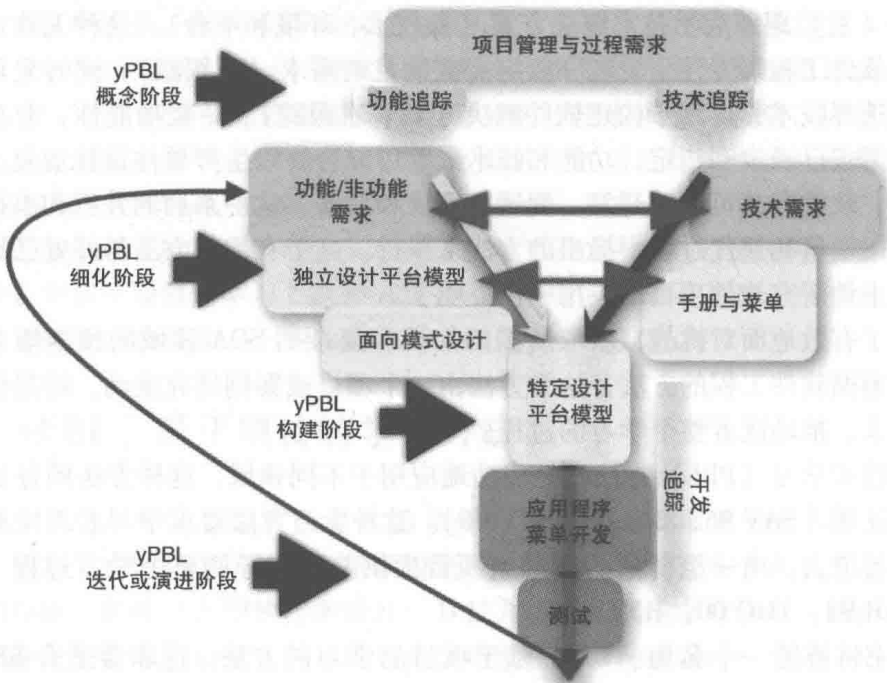 项目管理与过程需求
yPBL
概念阶段
功能追踪
技术追踪
功能/非功能
需求
技术需求
yPBL
细化阶段
独立设计平台模型
手册与菜单
面向模式设计
yPBL
构建阶段
特定设计
平台模型
开发
追踪
应用程序
菜单开发
yPBL
迭代或演进阶段
测试